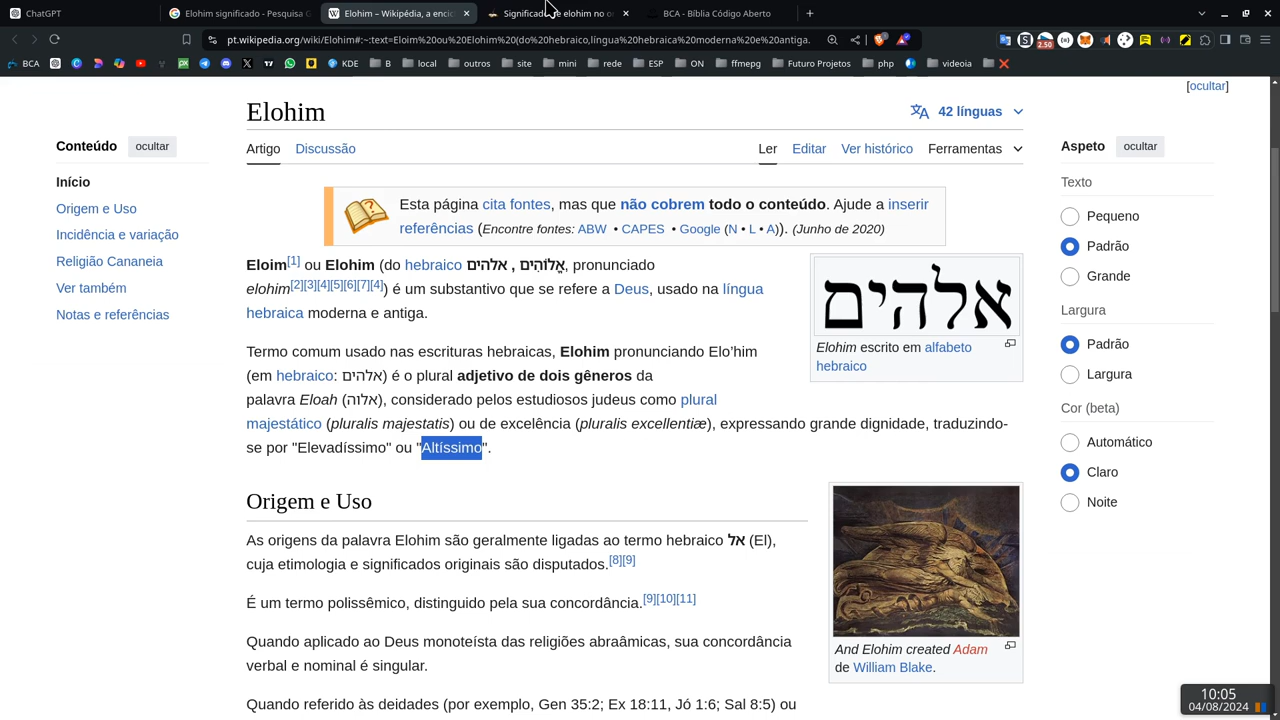 ChatGPT
Elohim significado - Pesquisa G
Elohim – Wikipédia, a encic
Significado de elohim no or
BCA - Bíblia Código Aberto
pt.wikipedia.org/wiki/Elohim#:~:text=Eloim%20ou%20Elohim%20(do%20hebraico,língua%20hebraica%20moderna%20e%20antiga.
2.50
BCA
KDE
B
local
outros
site
mini
rede
ESP
ON
ffmepg
Futuro Projetos
php
videoia
[ocultar]
Elohim
42 línguas
Artigo
Discussão
Ler
Editar
Ver histórico
Ferramentas
Conteúdo
ocultar
Início
Origem e Uso
Incidência e variação
Religião Cananeia
Ver também
Notas e referências
Esta página cita fontes, mas que não cobrem todo o conteúdo. Ajude a inserir
referências (Encontre fontes: ABW • CAPES • Google (N • L • A)). (Junho de 2020)
Eloim[1] ou Elohim (do hebraico אֱלוֹהִים , אלהים, pronunciado
elohim[2][3][4][5][6][7][4]) é um substantivo que se refere a Deus, usado na língua
hebraica moderna e antiga.
Termo comum usado nas escrituras hebraicas, Elohim pronunciando Elo’him
(em hebraico: אלהים) é o plural adjetivo de dois gêneros da
palavra Eloah (אלוה), considerado pelos estudiosos judeus como plural
majestático (pluralis majestatis) ou de excelência (pluralis excellentiæ), expressando grande dignidade, traduzindo-
se por "Elevadíssimo" ou "Altíssimo".
אלהים
Elohim escrito em alfabeto
hebraico
Origem e Uso
As origens da palavra Elohim são geralmente ligadas ao termo hebraico אל (El),
cuja etimologia e significados originais são disputados.[8][9]
É um termo polissêmico, distinguido pela sua concordância.[9][10][11]
Quando aplicado ao Deus monoteísta das religiões abraâmicas, sua concordância
verbal e nominal é singular.
Quando referido às deidades (por exemplo, Gen 35:2; Ex 18:11, Jó 1:6; Sal 8:5) ou
And Elohim created Adam
de William Blake.
Aspeto
ocultar
Texto
Pequeno
Padrão
Grande
Largura
Padrão
Largura
Cor (beta)
Automático
Claro
Noite
10:05
04/08/2024